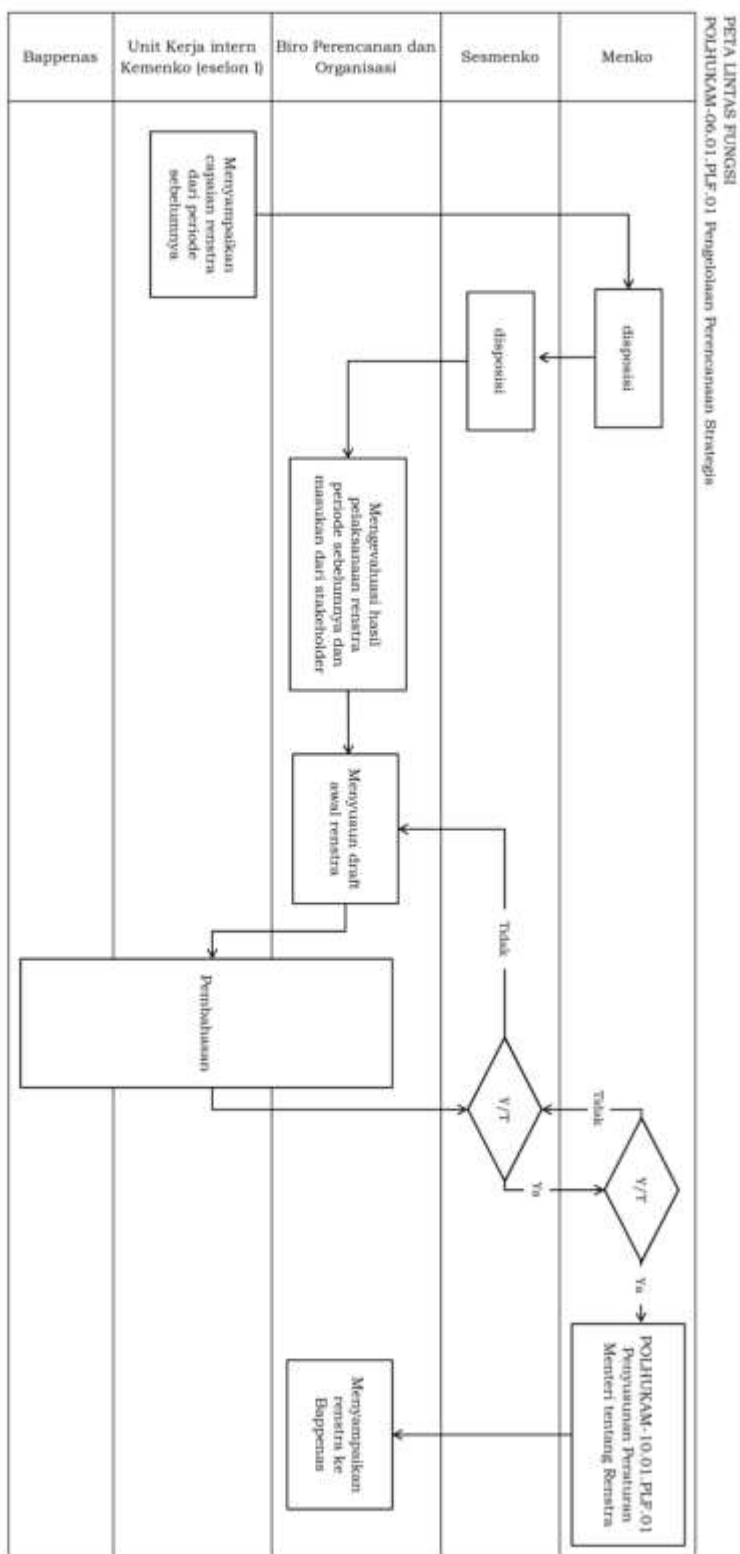 PETA LINTAS FUNGSI
POLHUKAM-06.01.PLF.01 Pengelolaan Perencanaan Strategis
Menko
Sesmenko
Biro Perencanan dan
Organisasi
Unit Kerja intern
Kemenko (eselon 1)
Bappenas
Menyampaikan
capaian renstra
dari periode
sebelumnya
disposisi
disposisi
Mengevaluasi hasil
pelaksanaan renstra
periode sebelumnya dan
masukan dari stakeholder
Menyusun draft
awal renstra
Pembahasan
Tidak
Y/T
Ya
Tidak
Y/T
Ya
POLHUKAM-10.01.PLF.01
Penyusunan Peraturan
Menteri tentang Renstra
Menyampaikan
renstra ke
Bappenas